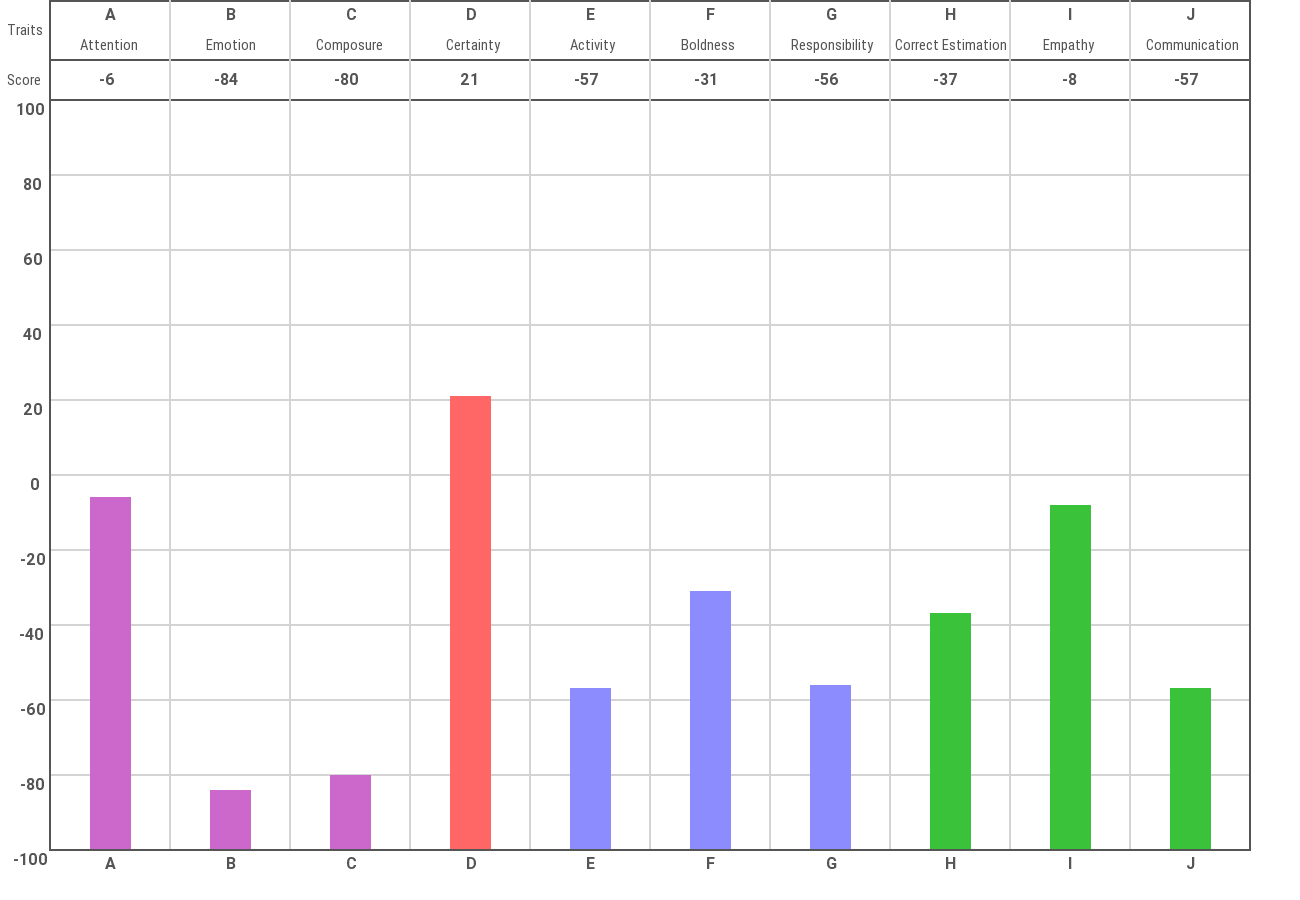 A B C D E F G H I J
Traits
Attention Emotion Composure Certainty Activity Boldness Responsibility Correct Estimation Empathy Communication
Score -6 -84 -80 21 -57 -31 -56 -37 -8 -57
100
80
60
40
20
0
-20
-40
-60
-80
-100
A B C D E F G H I J